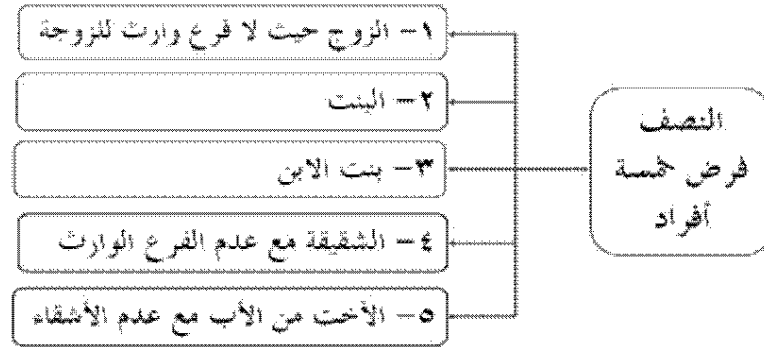 النصف
فرض خمسة
أفراد
١- الزوج حيث لا فرع وارث للزوجة
٢- البنت
٣- بنت الابن
٤- الشقيقة مع عدم الفرع الوارث
٥- الأخت من الأب مع عدم الأشقاء